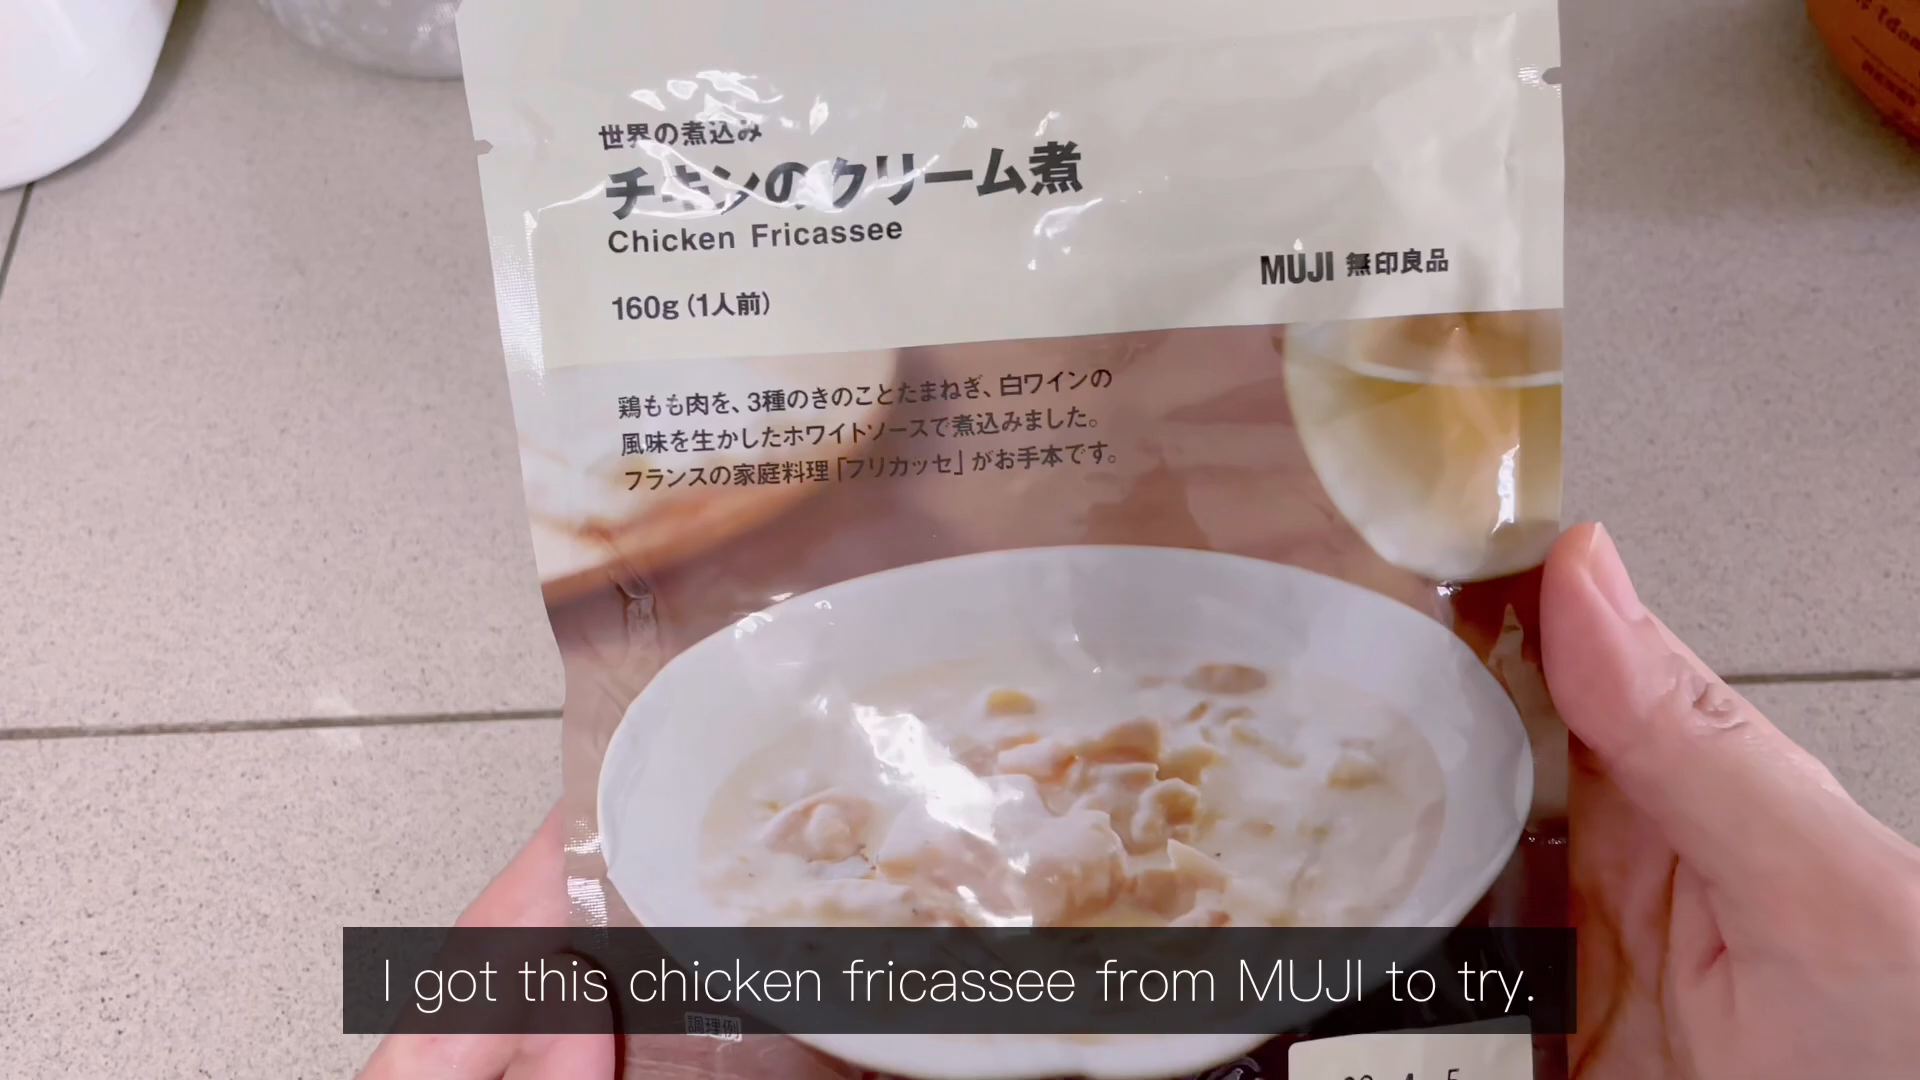 世界の煮込み
チキンのクリーム煮
Chicken Fricassee
MUJI 無印良品
160g(1人前)
鶏もも肉を、3種のきのことたまねぎ、白ワインの
風味を生かしたホワイトソースで煮込みました。
フランスの家庭料理「フリカッセ」がお手本です。
I got this chicken fricassee from MUJI to try.
調理例